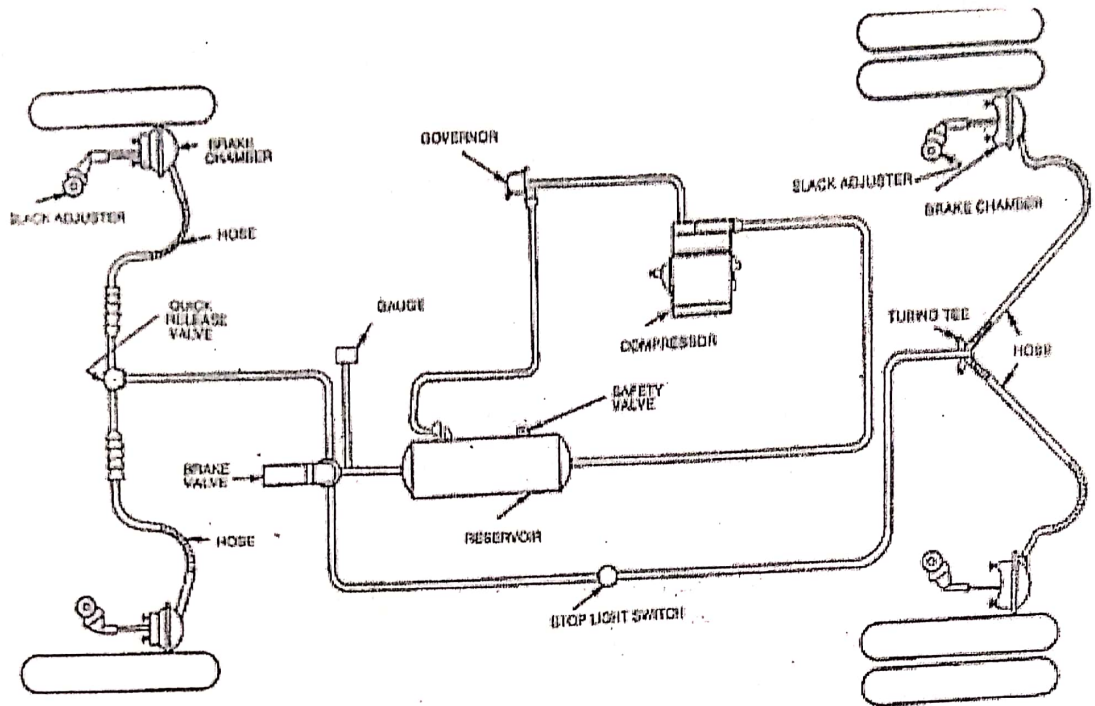 BRAKE
CHAMBER
SLACK ADJUSTER
HOSE
QUICK
RELEASE
VALVE
GAUGE
GOVERNOR
COMPRESSOR
SAFETY
VALVE
BRAKE
VALVE
RESERVOIR
HOSE
STOP LIGHT SWITCH
SLACK ADJUSTER
BRAKE CHAMBER
TUBING TEE
HOSE